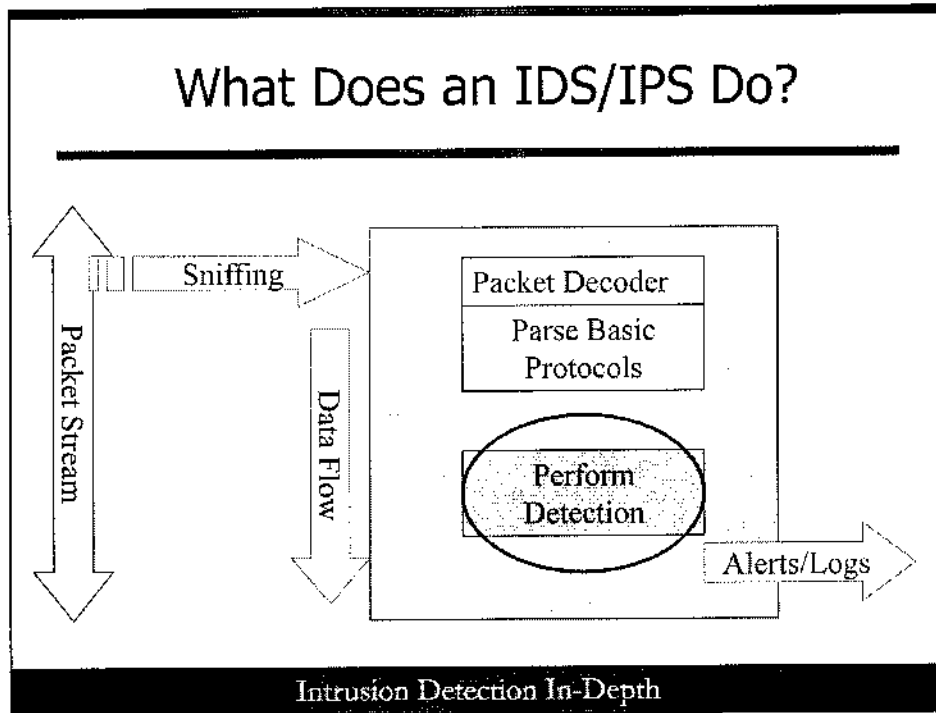 What Does an IDS/IPS Do?
Packet Stream
Sniffing
Data Flow
Packet Decoder
Parse Basic
Protocols
Perform
Detection
Alerts/Logs
Intrusion Detection In-Depth